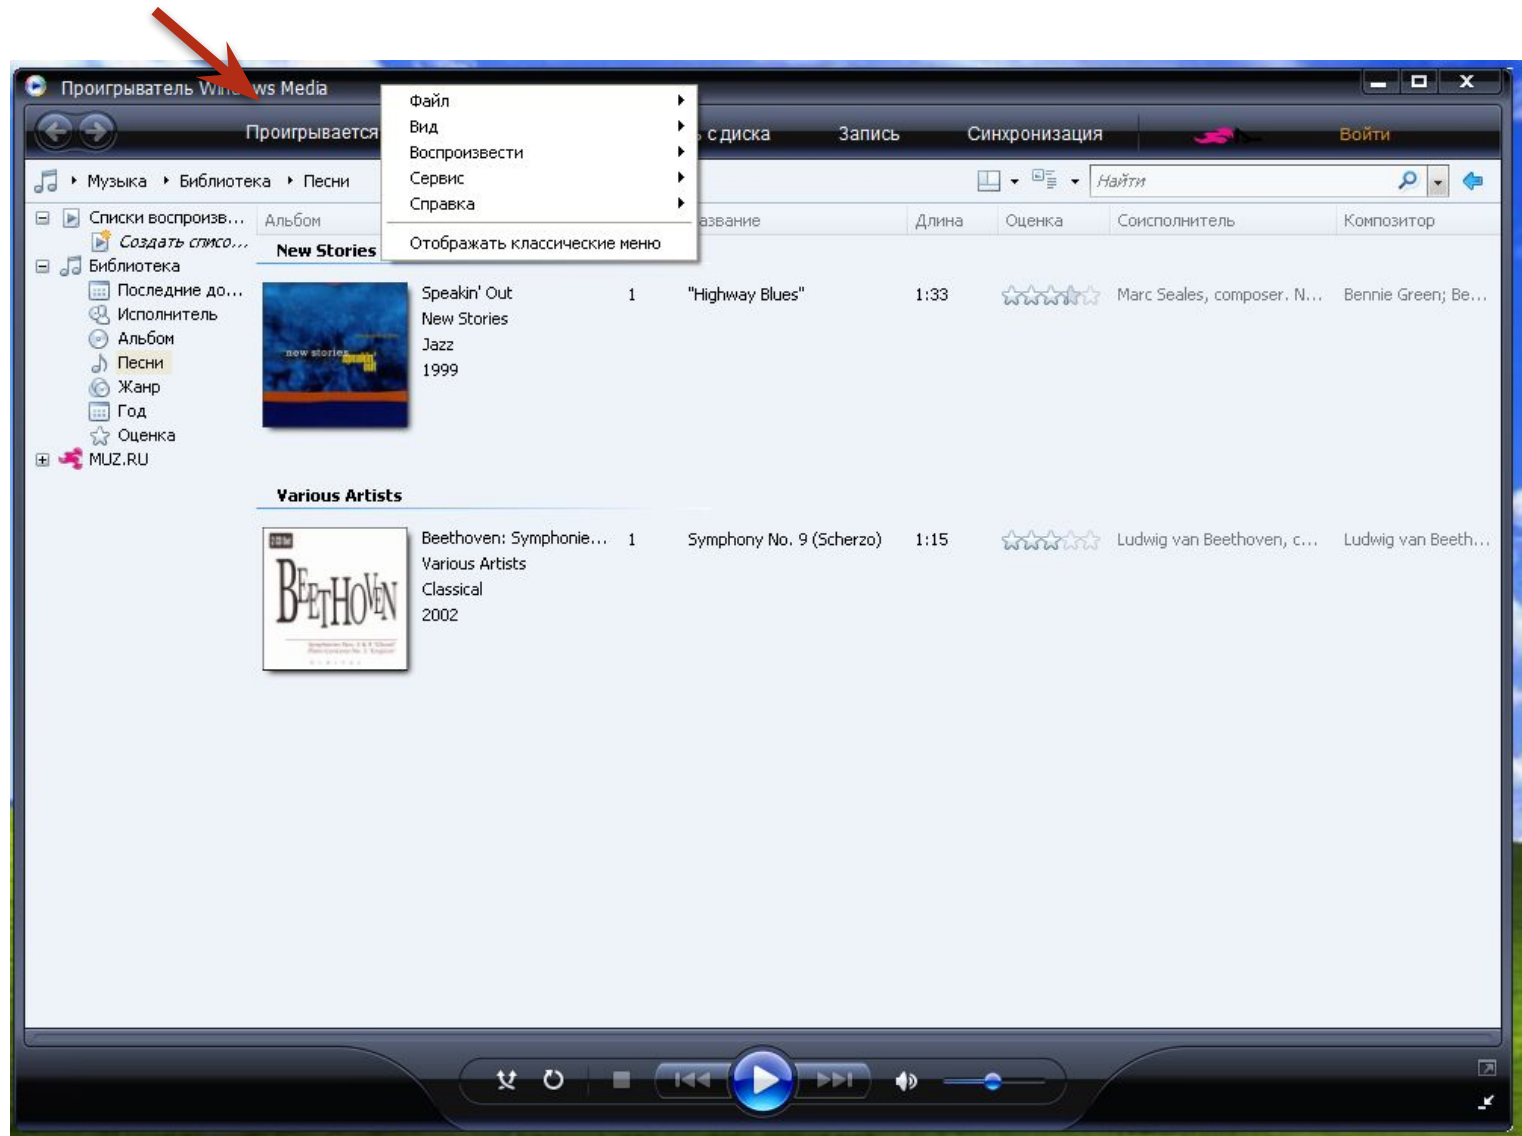 Проигрыватель Windows Media
Проигрывается
с диска
Запись
Синхронизация
Войти
Файл
Вид
Воспроизвести
Сервис
Справка
Отображать классические меню
Музыка
Библиотека
Песни
Найти
Списки воспроизв...
Создать списо...
Библиотека
Последние до...
Исполнитель
Альбом
Песни
Жанр
Год
Оценка
MUZ.RU
Альбом
азвание
Длина
Оценка
Соисполнитель
Композитор
New Stories
new stories
Speakin' Out
New Stories
Jazz
1999
1
"Highway Blues"
1:33
Marc Seales, composer. N...
Bennie Green; Be...
Various Artists
BEETHOVEN
Beethoven: Symphonie...
Various Artists
Classical
2002
1
Symphony No. 9 (Scherzo)
1:15
Ludwig van Beethoven, c...
Ludwig van Beeth...